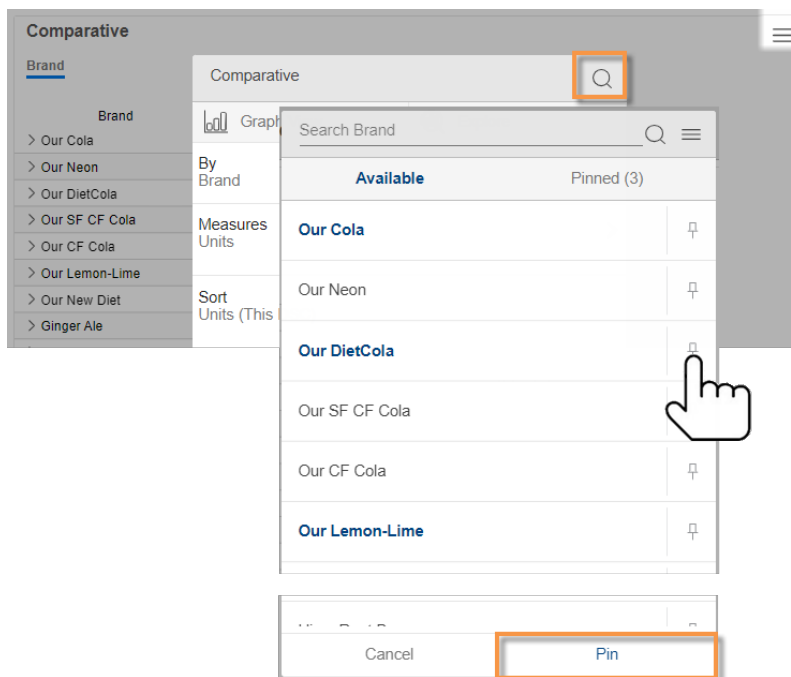 Comparative
Brand
Brand
> Our Cola
> Our Neon
> Our DietCola
> Our SF CF Cola
> Our CF Cola
> Our Lemon-Lime
> Our New Diet
> Ginger Ale
Comparative
Graph
By
Brand
Measures
Units
Sort
Units (This
Search Brand
Available Pinned (3)
Our Cola
Our Neon
Our DietCola
Our SF CF Cola
Our CF Cola
Our Lemon-Lime
Cancel Pin